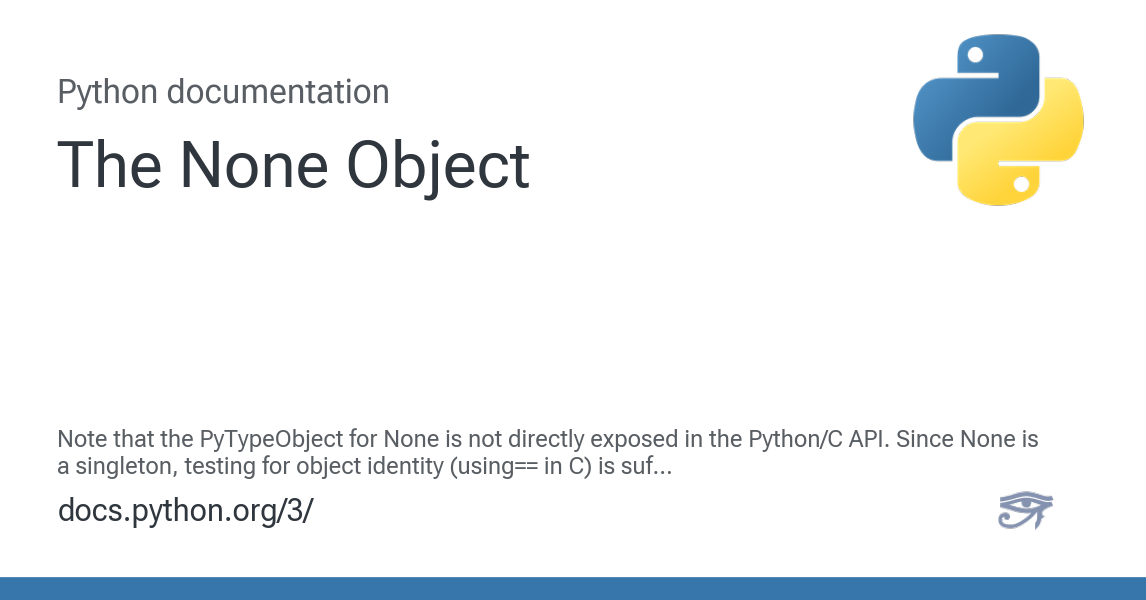 Python documentation
The None Object
Note that the PyTypeObject for None is not directly exposed in the Python/C API. Since None is
a singleton, testing for object identity (using== in C) is suf...
docs.python.org/3/